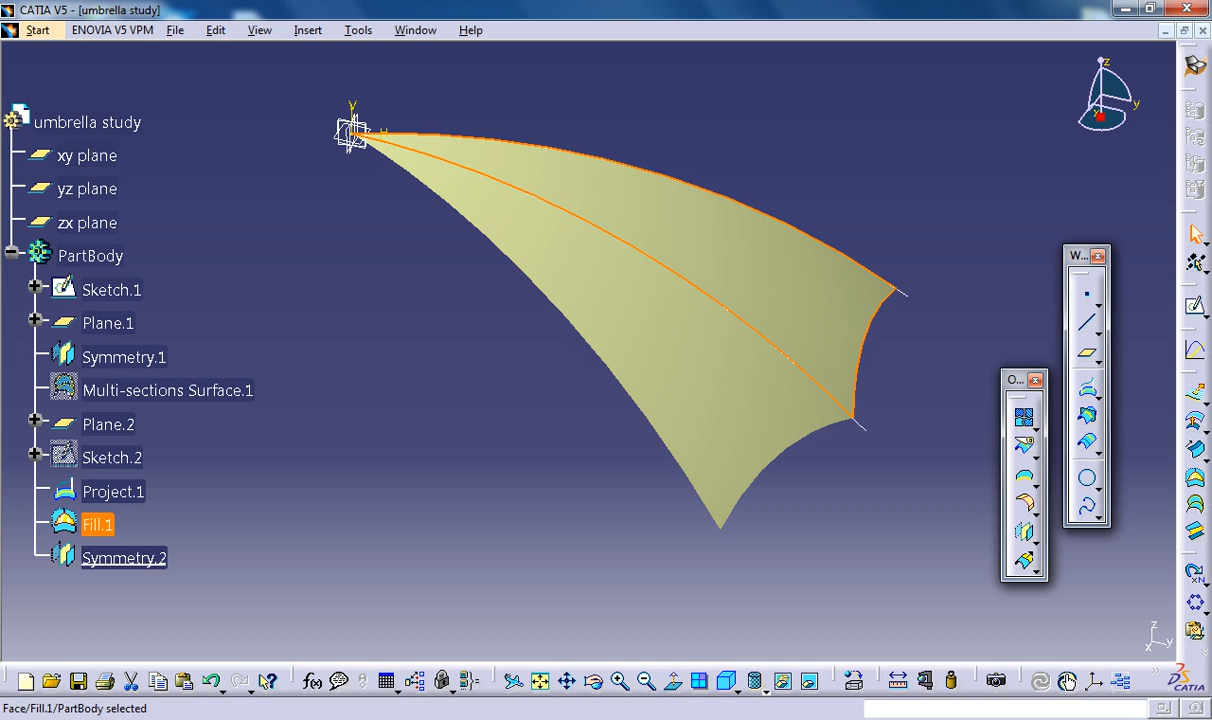 CATIA V5 - [umbrella study]
Start ENOVIA V5 VPM File Edit View Insert Tools Window Help
umbrella study
xy plane
yz plane
zx plane
PartBody
Sketch.1
Plane.1
Symmetry.1
Multi-sections Surface.1
Plane.2
Sketch.2
Project.1
Fill.1
Symmetry.2
y
H
z
y
W...
O...
z
x
y
f(x)
CATIA
Face/Fill.1/PartBody selected